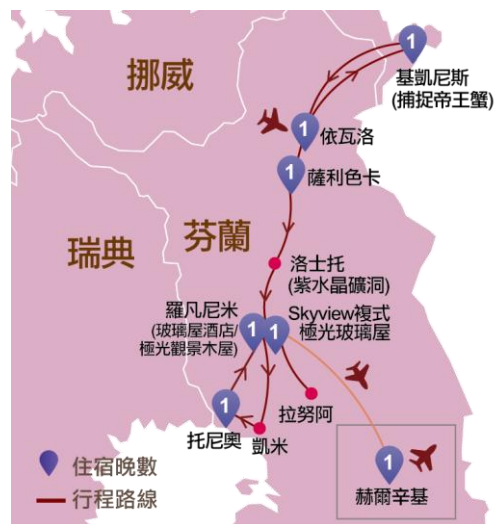 挪威
1
基凱尼斯
(捕捉帝王蟹)
1
依瓦洛
1
薩利色卡
瑞典
芬蘭
洛士托
(紫水晶礦洞)
羅凡尼米
(玻璃屋酒店/
極光觀景木屋)
1
1
Skyview複式
極光玻璃屋
1
托尼奧
凱米
拉努阿
1
赫爾辛基
住宿晚數
行程路線